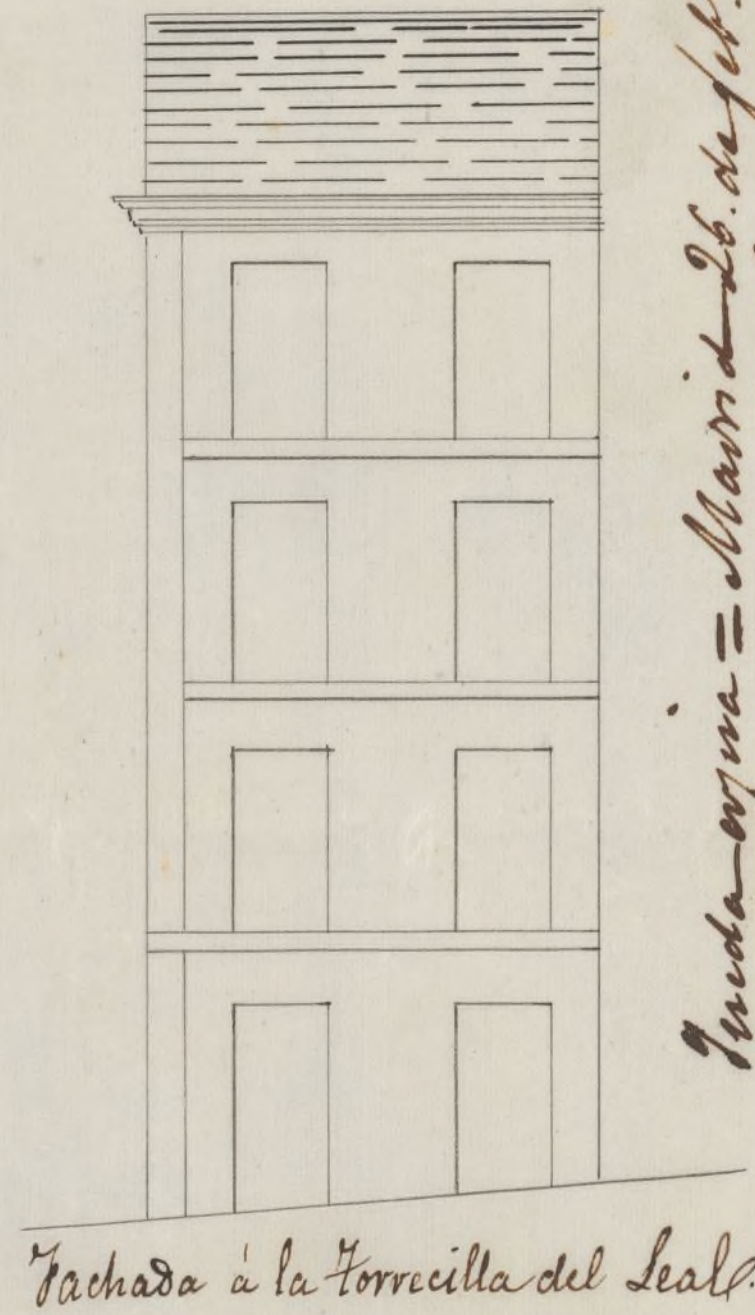 Fachada á la Torrecilla del Leal.
Queda copia = Madrid 26. de feb.